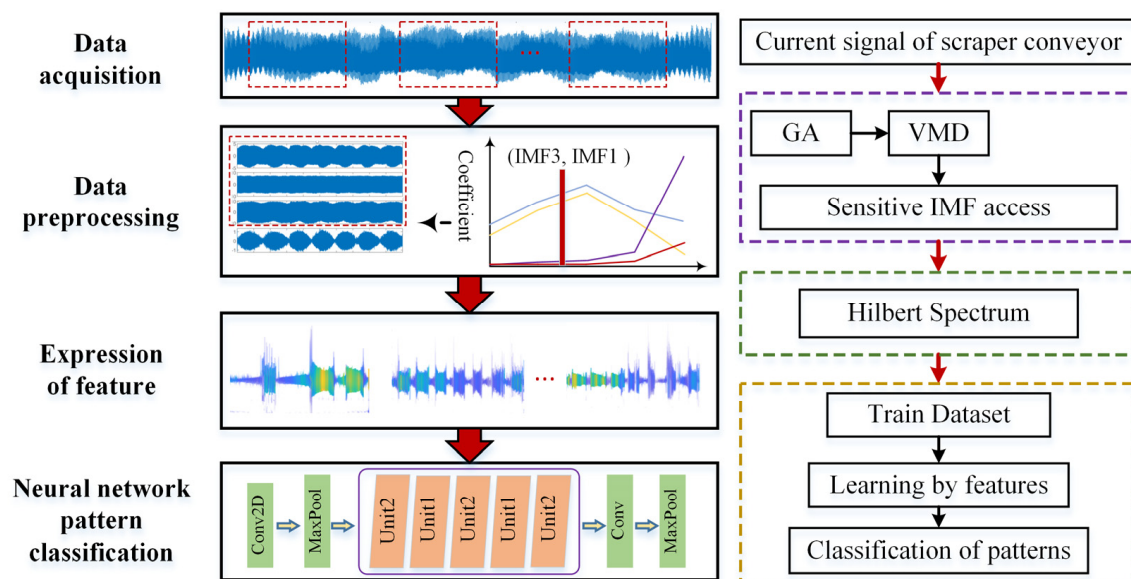 Data
acquisition
...
Current signal of scraper conveyor
Data
preprocessing
Coefficient
(IMF3, IMF1 )
GA
VMD
Sensitive IMF access
Expression
of feature
...
Hilbert Spectrum
Neural network
pattern
classification
Conv2D
MaxPool
Unit2
Unit1
Unit2
Unit1
Unit2
Conv
MaxPool
Train Dataset
Learning by features
Classification of patterns